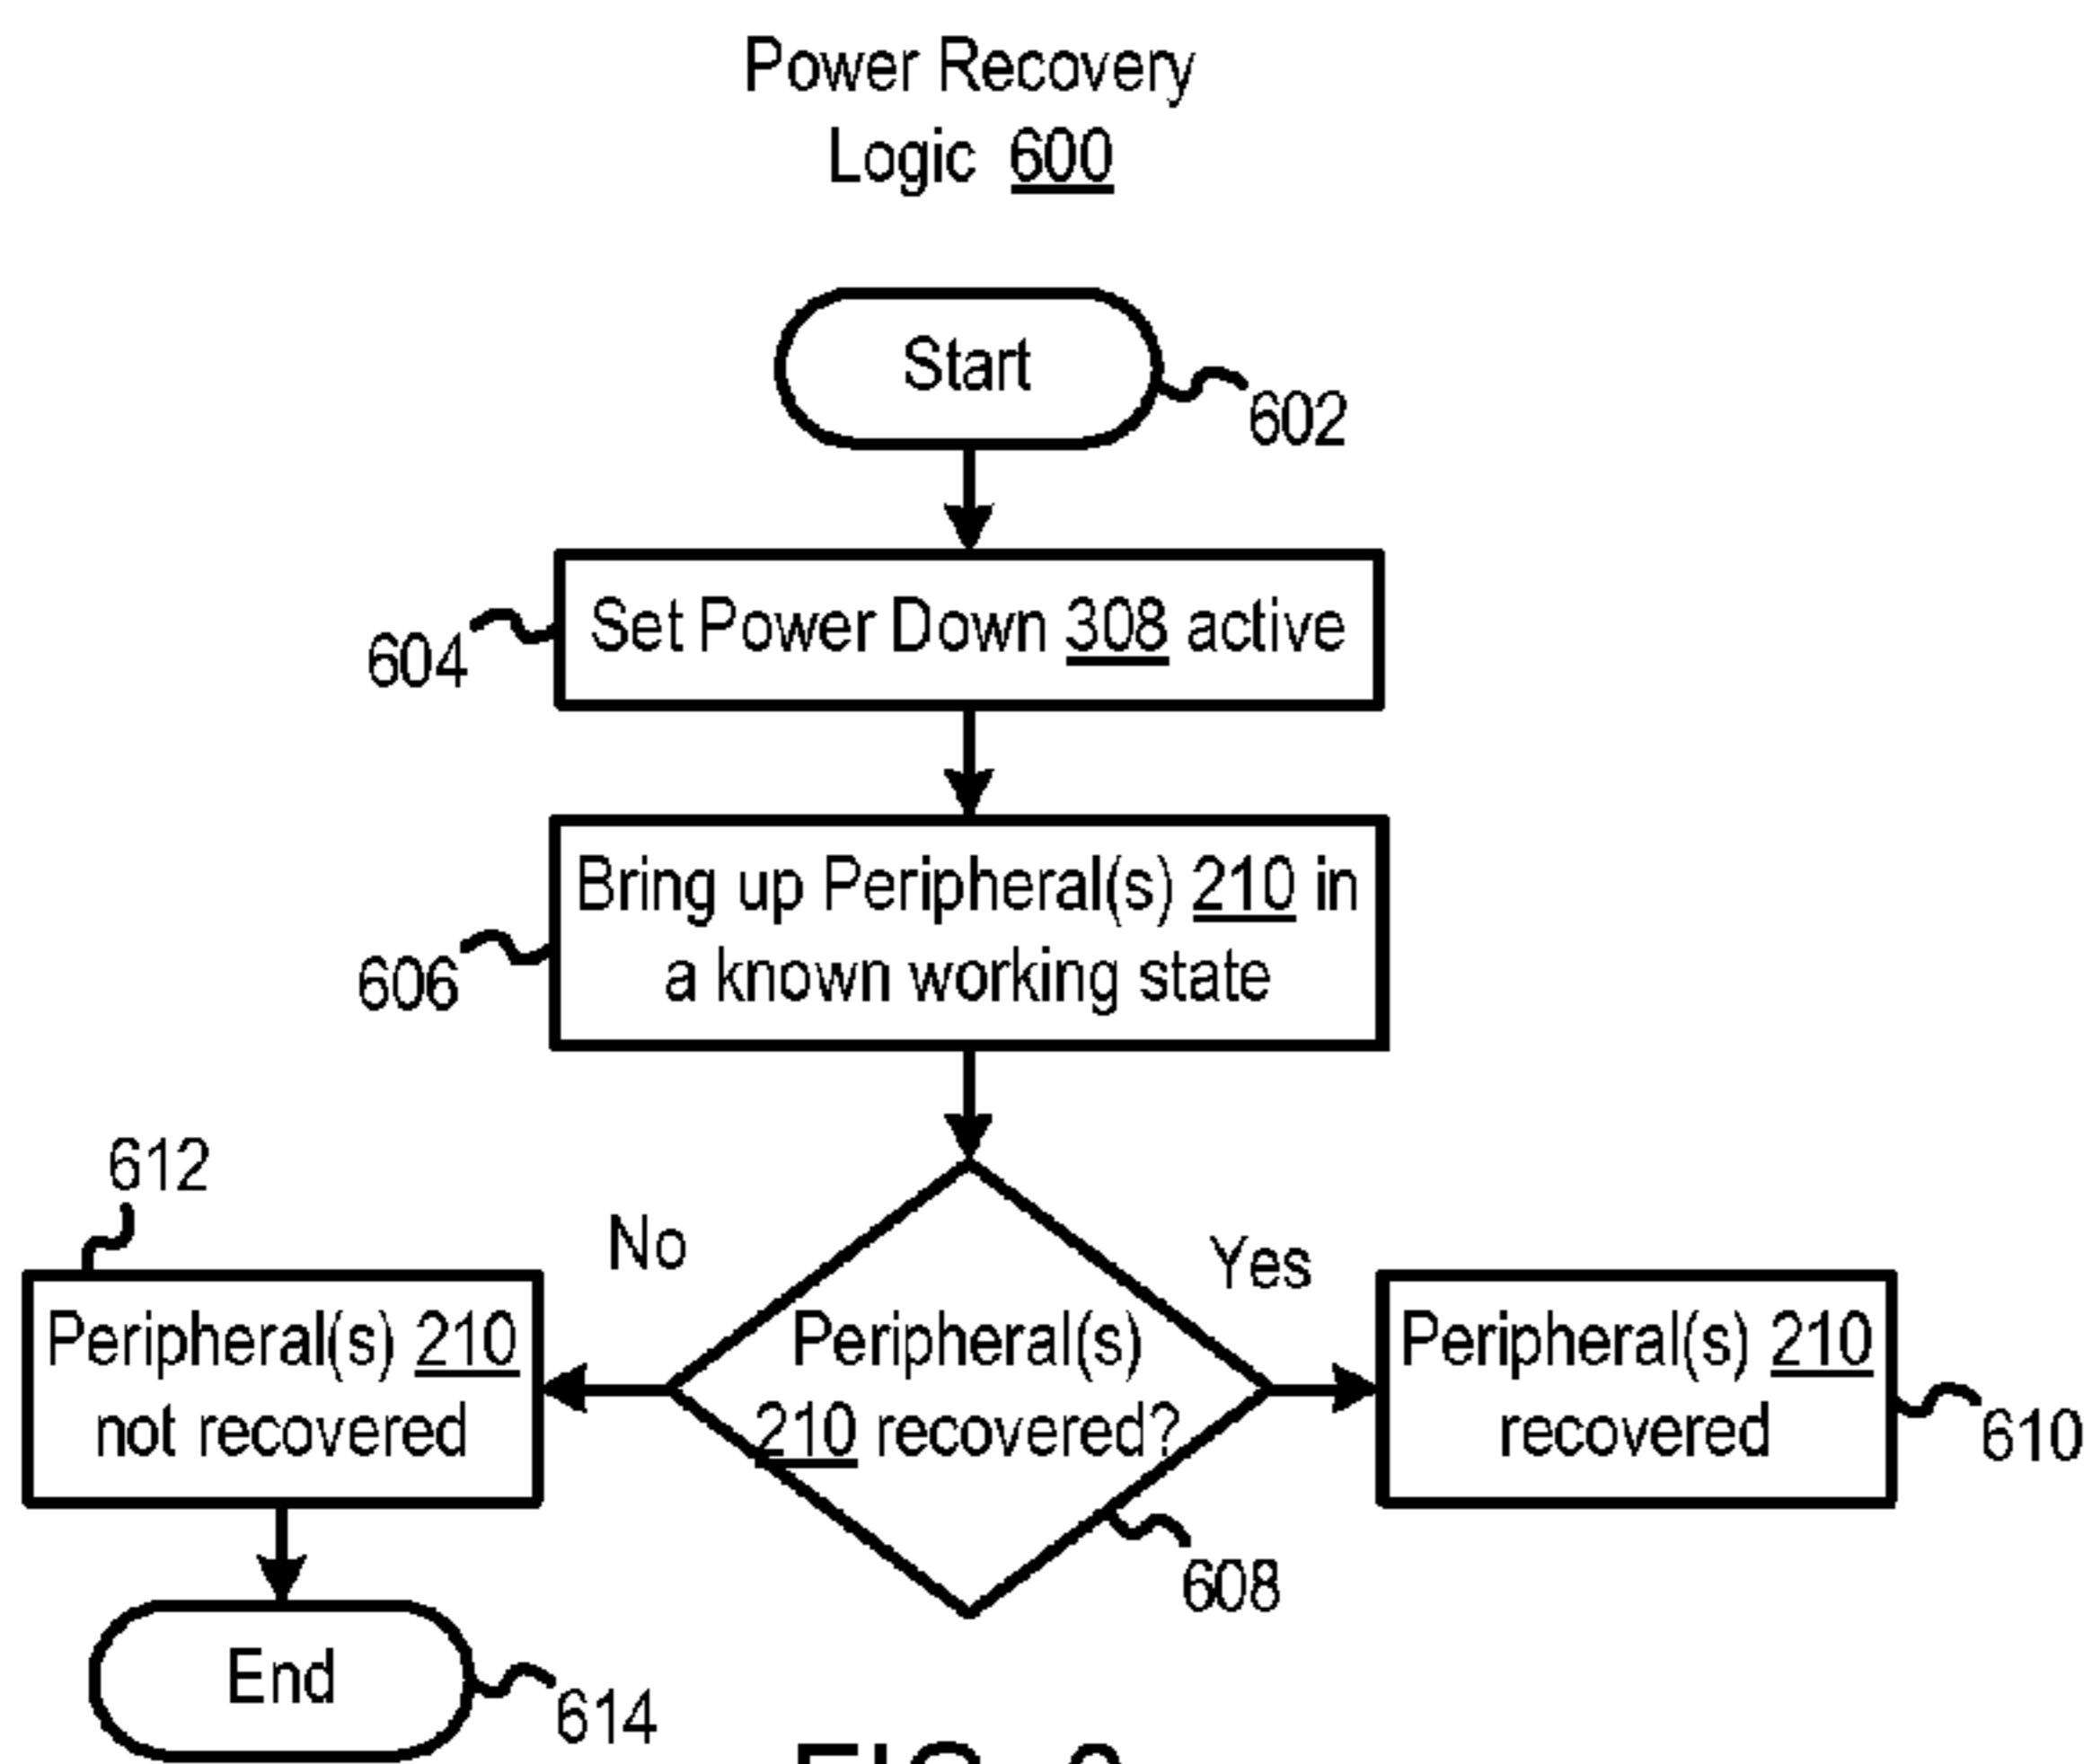 Power Recovery
Logic 600
Start
602
Set Power Down 308 active
604
Bring up Peripheral(s) 210 in
a known working state
606
612
No
Yes
Peripheral(s) 210
not recovered
Peripheral(s)
210 recovered?
Peripheral(s) 210
recovered
610
608
End
614